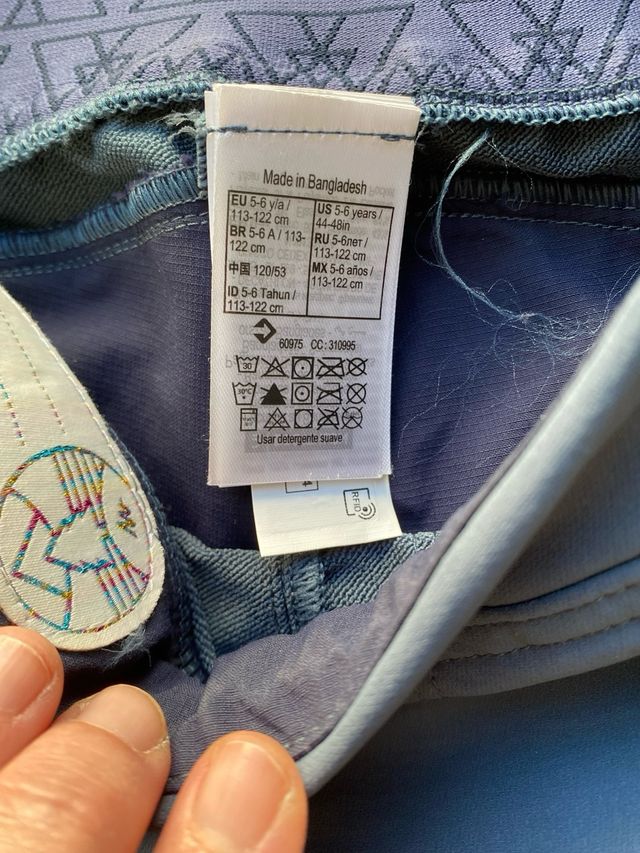 Made in Bangladesh
EU 5-6 y/a /
113-122 cm
BR 5-6 A / 113-
122 cm
中国 120/53
ID 5-6 Tahun /
113-122 cm
US 5-6 years /
44-48in
RU 5-6лет /
113-122 cm
MX 5-6 años /
113-122 cm
60975 CC: 310995
30
30°C
Usar detergente suave
RFID